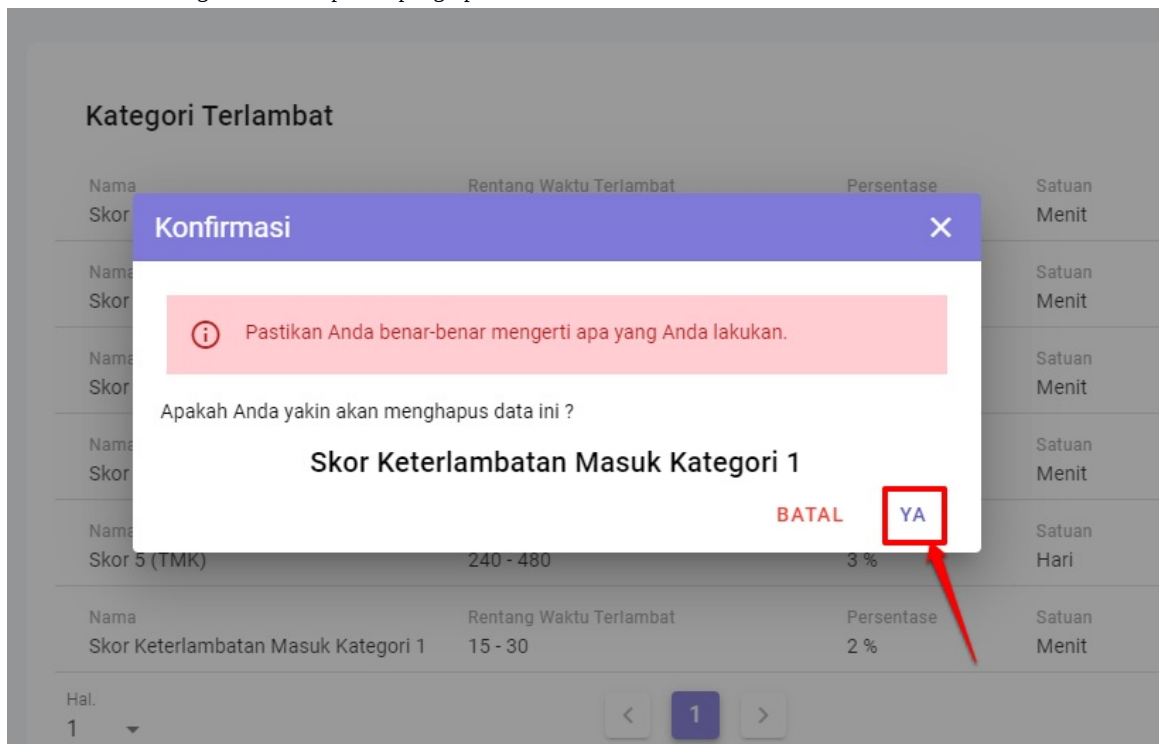 Kategori Terlambat
Nama Rentang Waktu Terlambat Persentase Satuan
Skor Menit
Konfirmasi
Nama Satuan
Skor Menit
Pastikan Anda benar-benar mengerti apa yang Anda lakukan.
Nama Satuan
Skor Menit
Apakah Anda yakin akan menghapus data ini ?
Nama Satuan
Skor Menit
Skor Keterlambatan Masuk Kategori 1
BATAL YA
Nama Satuan
Skor 5 (TMK) 240 - 480 3 % Hari
Nama Rentang Waktu Terlambat Persentase Satuan
Skor Keterlambatan Masuk Kategori 1 15 - 30 2 % Menit
Hal.
1 < 1 >